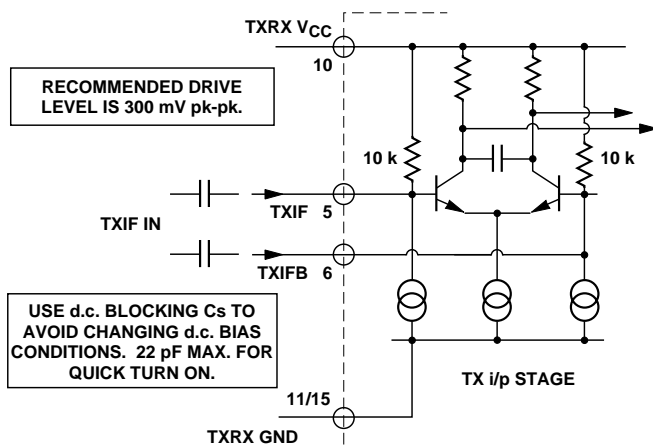 TXRX VCC
10
RECOMMENDED DRIVE
LEVEL IS 300 mV pk-pk.
10 k
10 k
TXIF IN
TXIF 5
TXIFB 6
USE d.c. BLOCKING Cs TO
AVOID CHANGING d.c. BIAS
CONDITIONS. 22 pF MAX. FOR
QUICK TURN ON.
TX i/p STAGE
11/15
TXRX GND